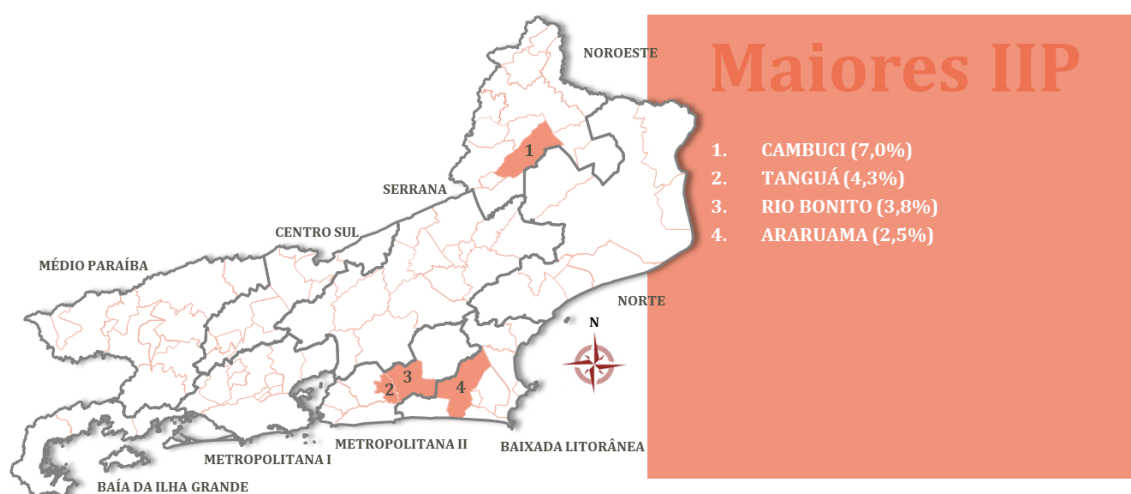 Maiores IIP
1. CAMBUCI (7,0%)
2. TANGUÁ (4,3%)
3. RIO BONITO (3,8%)
4. ARARUAMA (2,5%)
NOROESTE
1
SERRANA
CENTRO SUL
MÉDIO PARAÍBA
NORTE
N
3
2
4
METROPOLITANA II
BAIXADA LITORÂNEA
METROPOLITANA I
BAÍA DA ILHA GRANDE